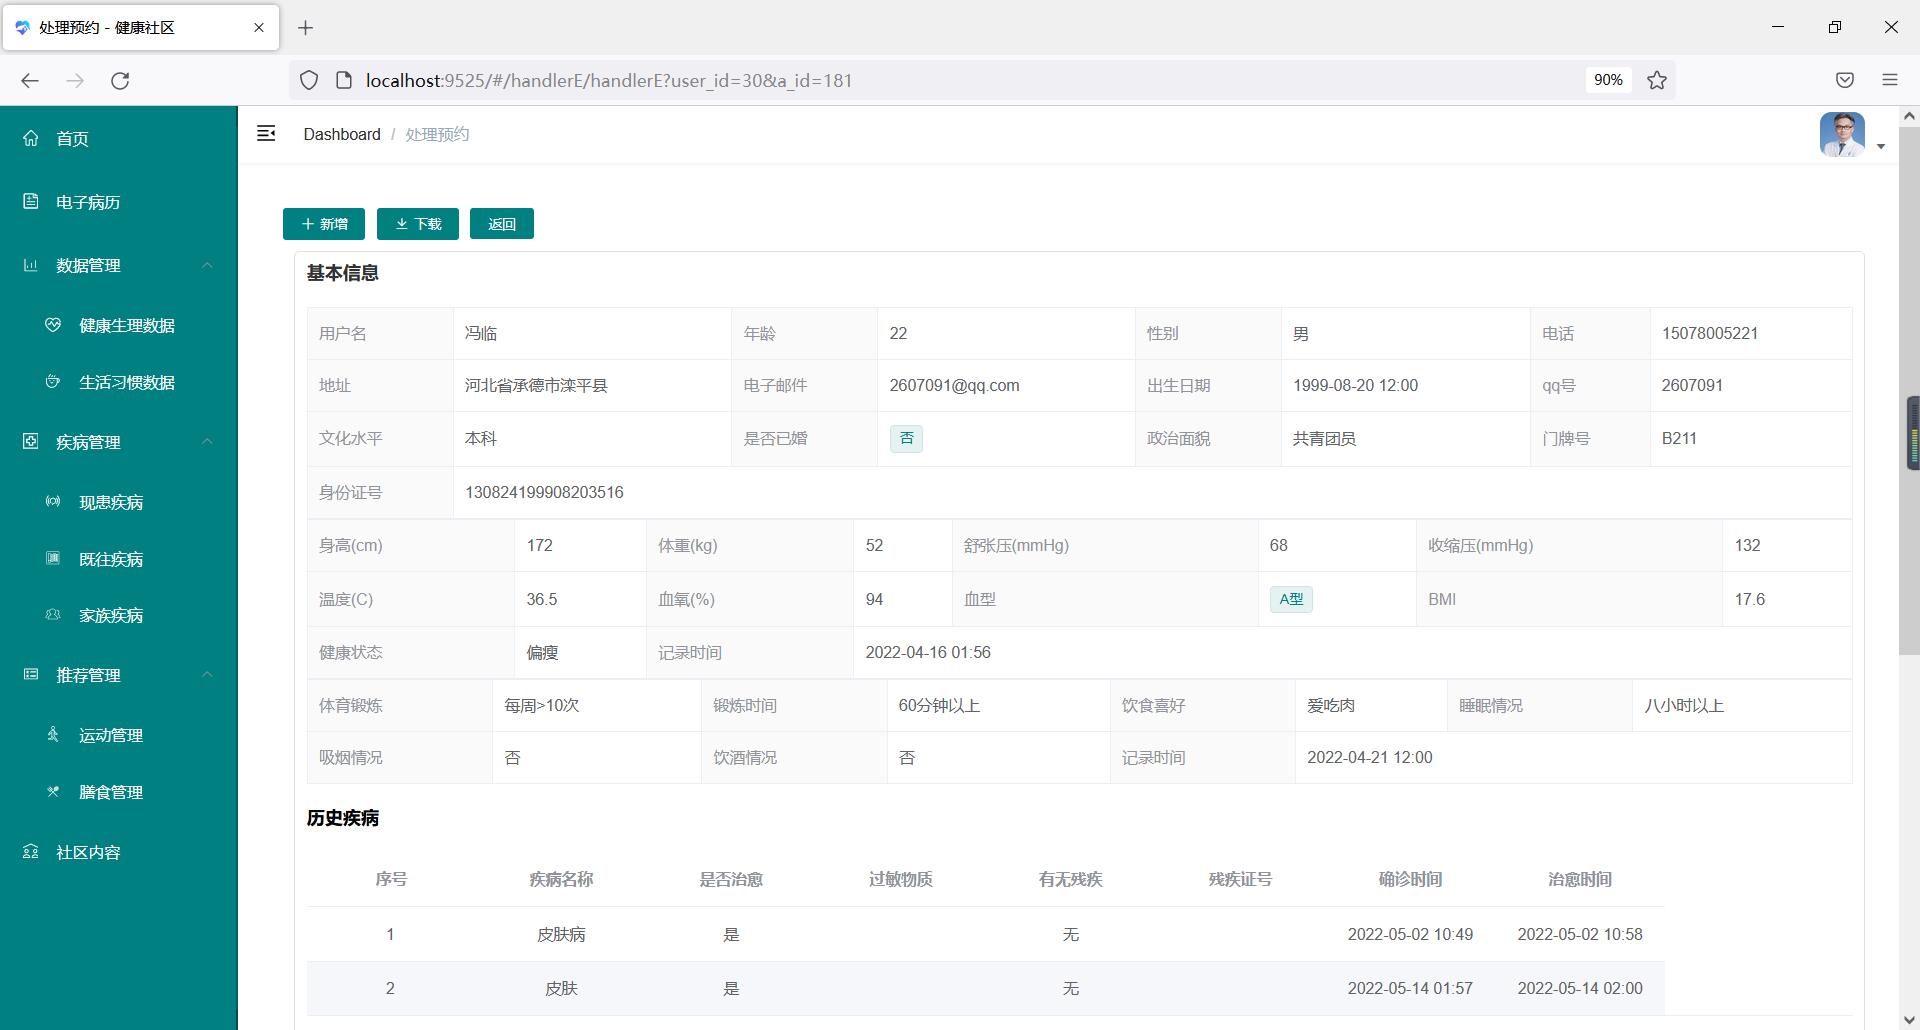 处理预约 - 健康社区
localhost:9525/#/handlerE/handlerE?user_id=30&a_id=181
90%
首页
电子病历
数据管理
健康生理数据
生活习惯数据
疾病管理
现患疾病
既往疾病
家族疾病
推荐管理
运动管理
膳食管理
社区内容
Dashboard / 处理预约
新增 下载 返回
基本信息
用户名 冯临 年龄 22 性别 男 电话 15078005221
地址 河北省承德市滦平县 电子邮件 2607091@qq.com 出生日期 1999-08-20 12:00 qq号 2607091
文化水平 本科 是否已婚 否 政治面貌 共青团员 门牌号 B211
身份证号 130824199908203516
身高(cm) 172 体重(kg) 52 舒张压(mmHg) 68 收缩压(mmHg) 132
温度(C) 36.5 血氧(%) 94 血型 A型 BMI 17.6
健康状态 偏瘦 记录时间 2022-04-16 01:56
体育锻炼 每周>10次 锻炼时间 60分钟以上 饮食喜好 爱吃肉 睡眠情况 八小时以上
吸烟情况 否 饮酒情况 否 记录时间 2022-04-21 12:00
历史疾病
序号 疾病名称 是否治愈 过敏物质 有无残疾 残疾证号 确诊时间 治愈时间
1 皮肤病 是 无 2022-05-02 10:49 2022-05-02 10:58
2 皮肤 是 无 2022-05-14 01:57 2022-05-14 02:00